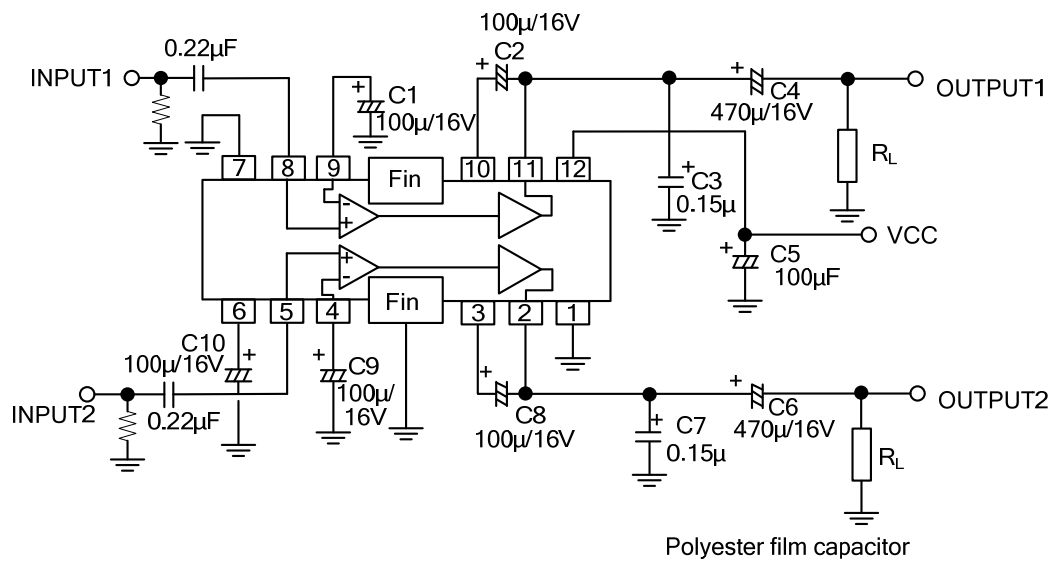 100µ/16V
0.22µF
C2
INPUT1
C1
100µ/16V
C4
470µ/16V
OUTPUT1
7
8
9
Fin
10
11
12
C3
0.15µ
RL
VCC
C5
100µF
-
+
+
-
Fin
6
5
4
3
2
1
C10
100µ/16V
C9
100µ/
16V
INPUT2
0.22µF
C8
100µ/16V
C7
0.15µ
C6
470µ/16V
OUTPUT2
RL
Polyester film capacitor